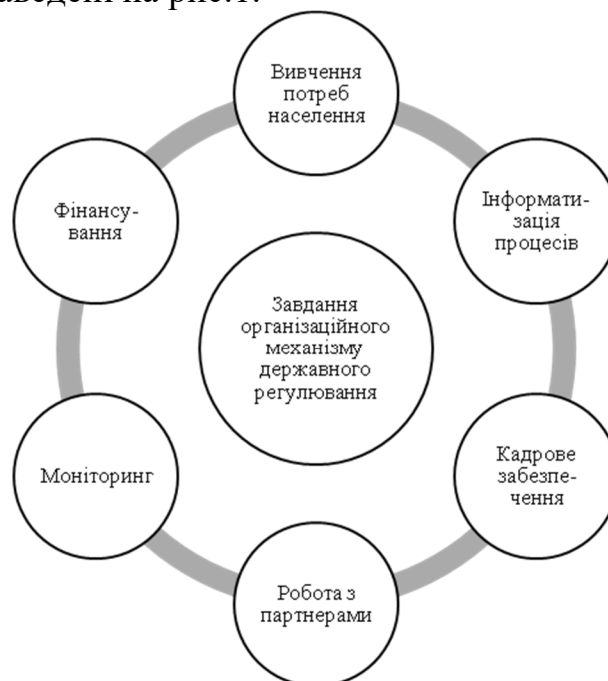 на рис.1.
Вивчення
потреб
населення
Інформати-
зація
процесів
Кадрове
забезпе-
чення
Робота з
партнерами
Моніторинг
Фінансу-
вання
Завдання
організаційного
механізму
державного
регулювання